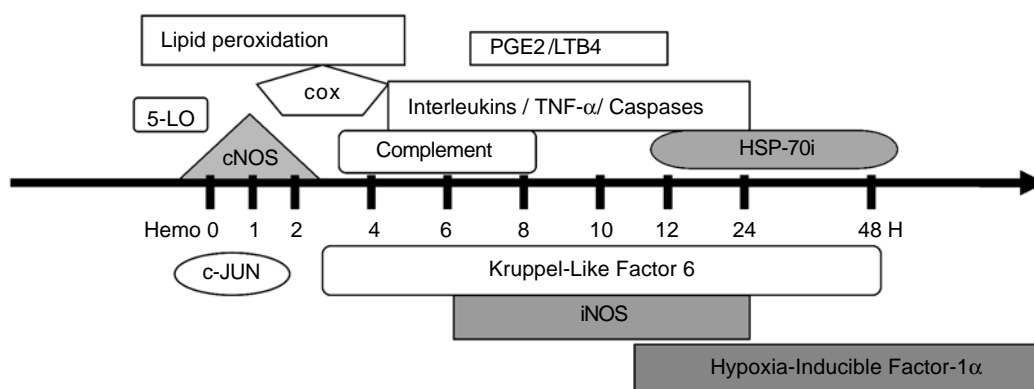 Lipid peroxidation
PGE2/LTB4
cox
Interleukins / TNF-α/ Caspases
5-LO
cNOS
Complement
HSP-70i
Hemo 0 1 2 4 6 8 10 12 24 48 H
c-JUN
Kruppel-Like Factor 6
iNOS
Hypoxia-Inducible Factor-1α